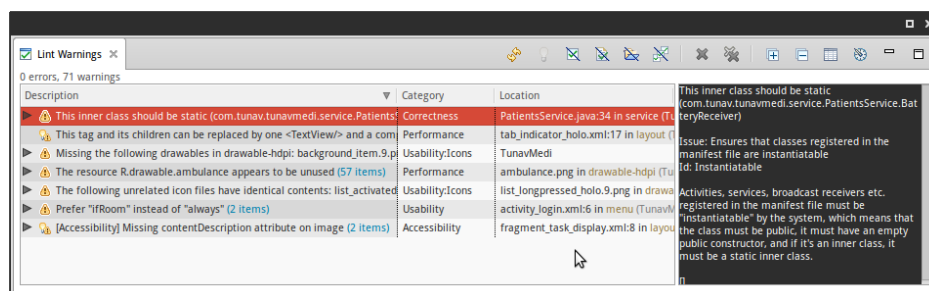 Lint Warnings
0 errors, 71 warnings
Description Category Location
This inner class should be static (com.tunav.tunavmedi.service.Patients Correctness PatientsService.java:34 in service (Tu
This tag and its children can be replaced by one <TextView/> and a com Performance tab_indicator_holo.xml:17 in layout (T
Missing the following drawables in drawable-hdpi: background_item.9.p Usability:Icons TunavMedi
The resource R.drawable.ambulance appears to be unused (57 items) Performance ambulance.png in drawable-hdpi (Tu
The following unrelated icon files have identical contents: list_activated Usability:Icons list_longpressed_holo.9.png in drawa
Prefer "ifRoom" instead of "always" (2 items) Usability activity_login.xml:6 in menu (TunavM
[Accessibility] Missing contentDescription attribute on image (2 items) Accessibility fragment_task_display.xml:8 in layou
This inner class should be static
(com.tunav.tunavmedi.service.PatientsService.Bat
teryReceiver)
Issue: Ensures that classes registered in the
manifest file are instantiatable
Id: Instantiatable
Activities, services, broadcast receivers etc.
registered in the manifest file must be
"instantiatable" by the system, which means that
the class must be public, it must have an empty
public constructor, and if it's an inner class, it
must be a static inner class.